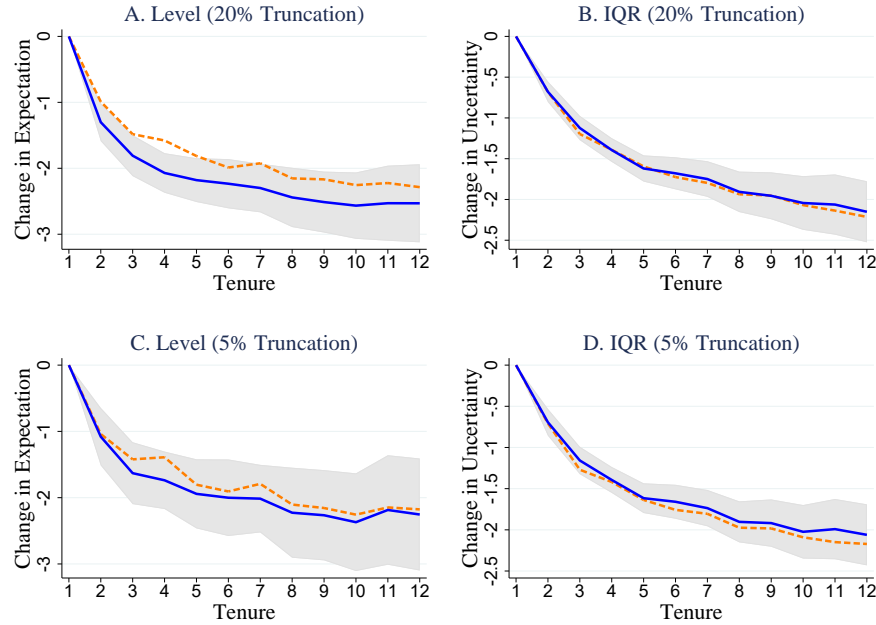 A. Level (20% Truncation)
Change in Expectation
0
-1
-2
-3
1 2 3 4 5 6 7 8 9 10 11 12
Tenure
B. IQR (20% Truncation)
Change in Uncertainty
0
-.5
-1
-1.5
-2
-2.5
1 2 3 4 5 6 7 8 9 10 11 12
Tenure
C. Level (5% Truncation)
Change in Expectation
0
-1
-2
-3
1 2 3 4 5 6 7 8 9 10 11 12
Tenure
D. IQR (5% Truncation)
Change in Uncertainty
0
-.5
-1
-1.5
-2
-2.5
1 2 3 4 5 6 7 8 9 10 11 12
Tenure